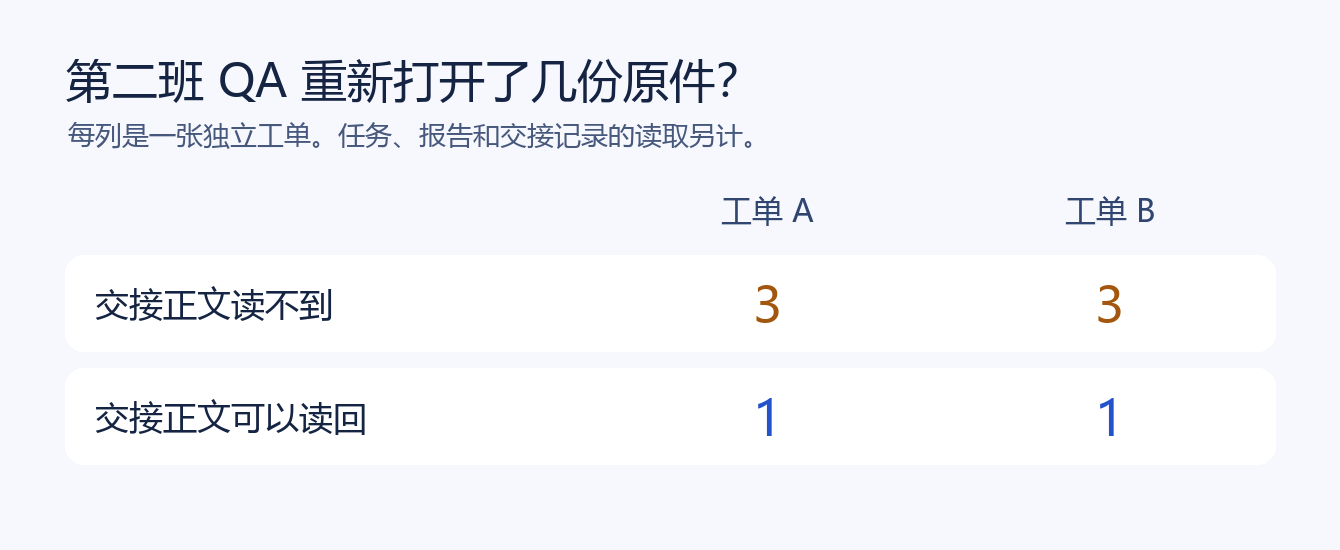 第二班 QA 重新打开了几份原件？
每列是一张独立工单。任务、报告和交接记录的读取另计。
工单 A 工单 B
交接正文读不到 3 3
交接正文可以读回 1 1